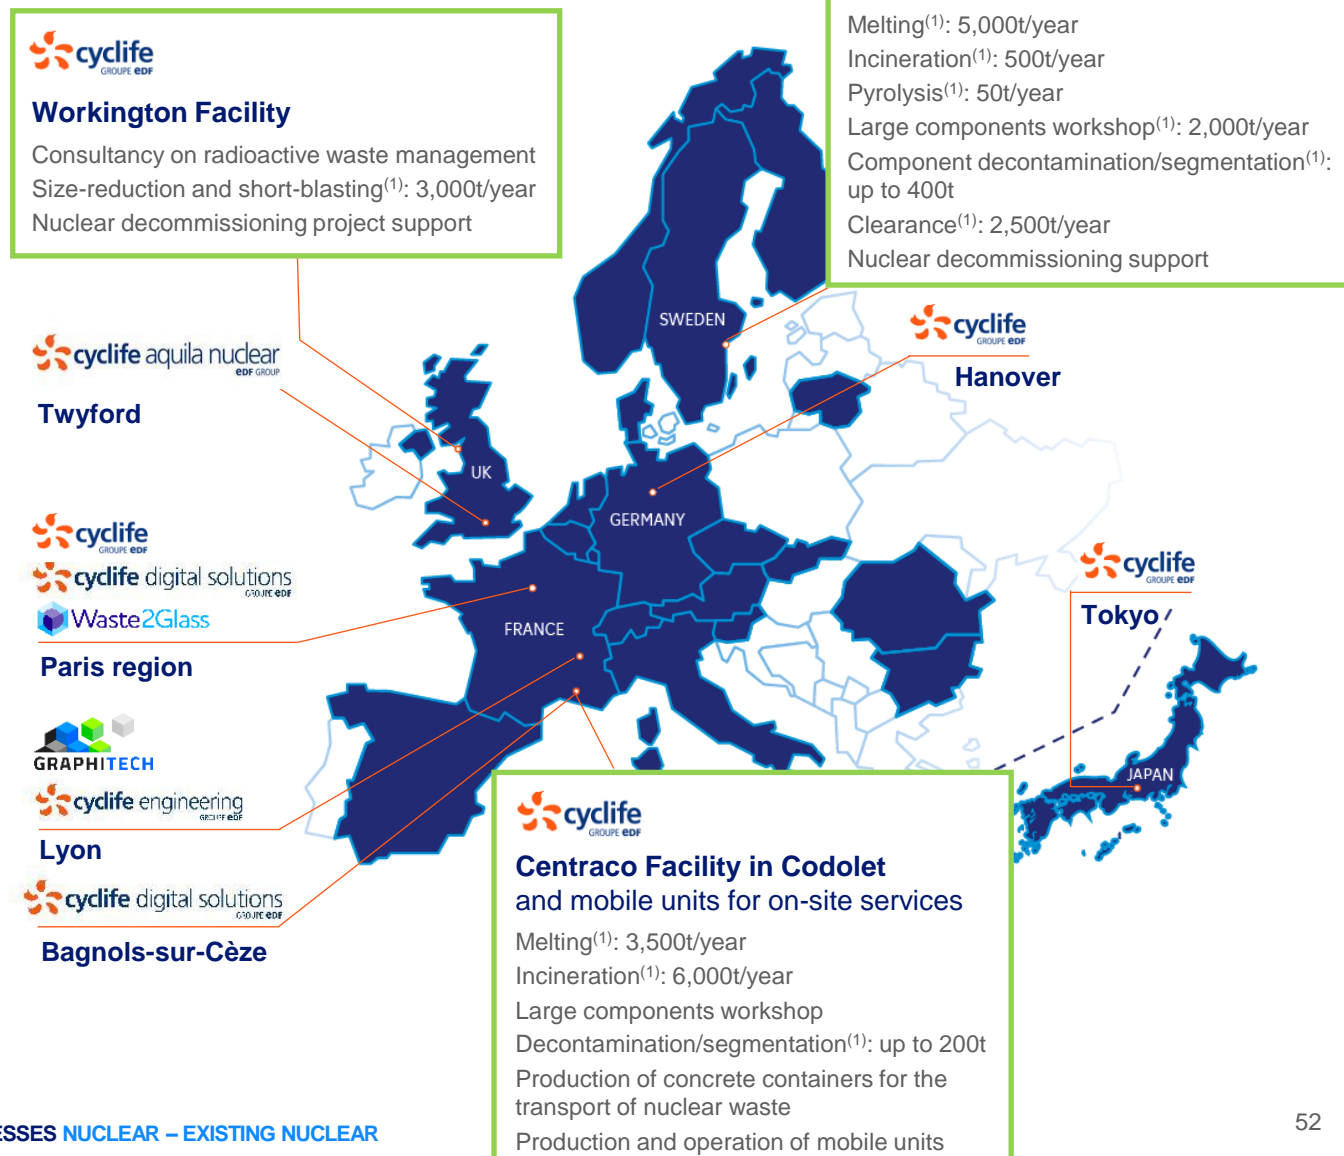 cyclife
GROUPE EDF
Workington Facility
Consultancy on radioactive waste management
Size-reduction and short-blasting(1): 3,000t/year
Nuclear decommissioning project support
Melting(1): 5,000t/year
Incineration(1): 500t/year
Pyrolysis(1): 50t/year
Large components workshop(1): 2,000t/year
Component decontamination/segmentation(1):
up to 400t
Clearance(1): 2,500t/year
Nuclear decommissioning support
cyclife aquila nuclear
EDF GROUP
Twyford
cyclife
GROUPE EDF
Hanover
SWEDEN
UK
GERMANY
FRANCE
cyclife
GROUPE EDF
cyclife digital solutions
GROUPE EDF
Waste2Glass
Paris region
cyclife
GROUPE EDF
Tokyo
JAPAN
GRAPHITECH
cyclife engineering
GROUPE EDF
Lyon
cyclife digital solutions
GROUPE EDF
Bagnols-sur-Cèze
cyclife
GROUPE EDF
Centraco Facility in Codolet
and mobile units for on-site services
Melting(1): 3,500t/year
Incineration(1): 6,000t/year
Large components workshop
Decontamination/segmentation(1): up to 200t
Production of concrete containers for the
transport of nuclear waste
Production and operation of mobile units
ESSES NUCLEAR – EXISTING NUCLEAR
52